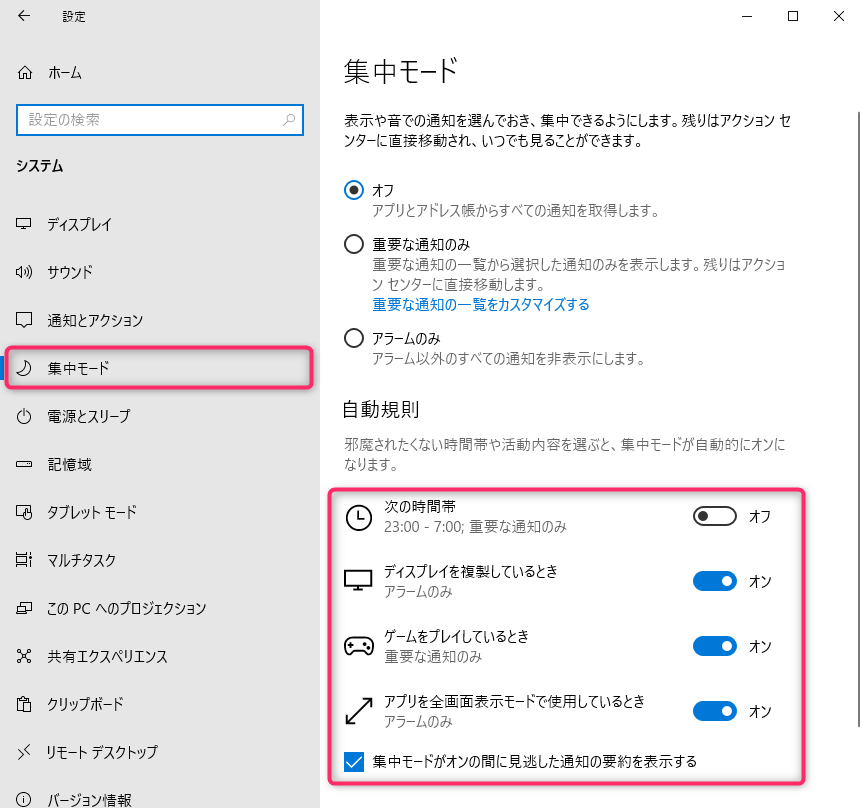 設定
ホーム
設定の検索
システム
ディスプレイ
サウンド
通知とアクション
集中モード
電源とスリープ
記憶域
タブレット モード
マルチタスク
この PC へのプロジェクション
共有エクスペリエンス
クリップボード
リモート デスクトップ
バージョン情報
集中モード
表示や音での通知を選んでおき、集中できるようにします。残りはアクション セ
ンターに直接移動され、いつでも見ることができます。
オフ
アプリとアドレス帳からすべての通知を取得します。
重要な通知のみ
重要な通知の一覧から選択した通知のみを表示します。残りはアクショ
ン センターに直接移動します。
重要な通知の一覧をカスタマイズする
アラームのみ
アラーム以外のすべての通知を非表示にします。
自動規則
邪魔されたくない時間帯や活動内容を選ぶと、集中モードが自動的にオンに
なります。
次の時間帯
23:00 - 7:00; 重要な通知のみ
オフ
ディスプレイを複製しているとき
アラームのみ
オン
ゲームをプレイしているとき
重要な通知のみ
オン
アプリを全画面表示モードで使用しているとき
アラームのみ
オン
集中モードがオンの間に見逃した通知の要約を表示する